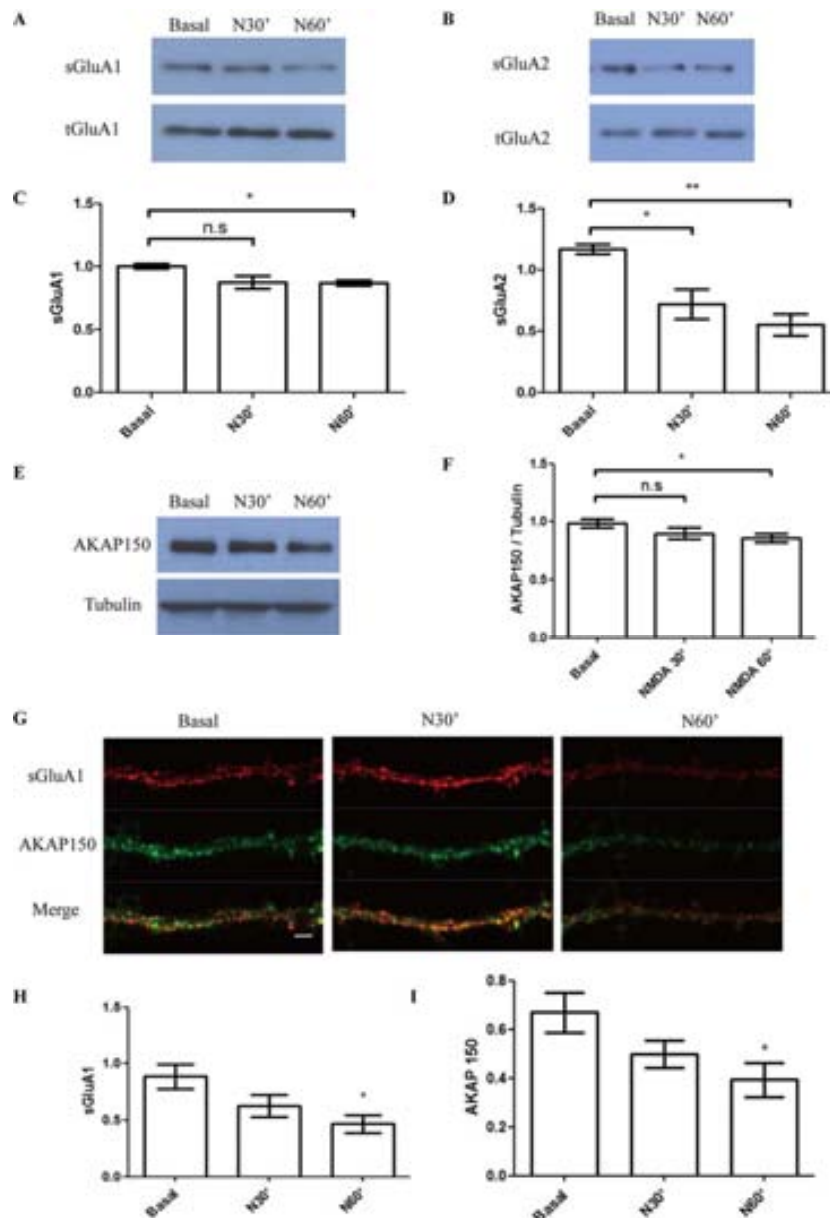 A
Basal N30' N60'
sGluA1
tGluA1
B
Basal N30' N60'
sGluA2
tGluA2
C
1.5
1.0
0.5
0.0
sGluA1
*
n.s
Basal
N30'
N60'
D
1.5
1.0
0.5
0.0
sGluA2
**
*
Basal
N30'
N60'
E
Basal N30' N60'
AKAP150
Tubulin
F
1.5
1.0
0.5
0.0
AKAP150 / Tubulin
*
n.s
Basal
NMDA 30'
NMDA 60'
G
Basal N30' N60'
sGluA1
AKAP150
Merge
H
1.5
1.0
0.5
0.0
sGluA1
*
Basal
N30'
N60'
I
0.8
0.6
0.4
0.2
0.0
AKAP 150
*
Basal
N30'
N60'